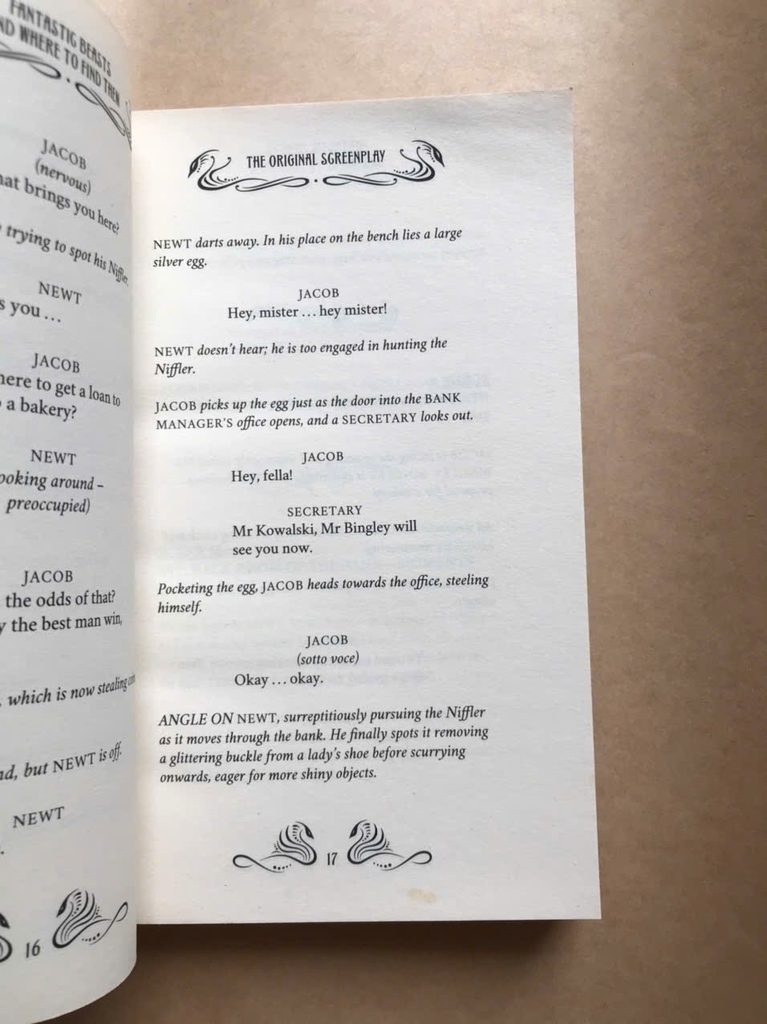 FANTASTIC BEASTS
ND WHERE TO FIND THEM
JACOB
(nervous)
at brings you here?
trying to spot his Niffler.
NEWT
s you …
JACOB
here to get a loan to
a bakery?
NEWT
ooking around –
preoccupied)
JACOB
the odds of that?
y the best man win,
, which is now stealing
nd, but NEWT is off.
NEWT
16
THE ORIGINAL SCREENPLAY
NEWT darts away. In his place on the bench lies a large
silver egg.
JACOB
Hey, mister … hey mister!
NEWT doesn't hear; he is too engaged in hunting the
Niffler.
JACOB picks up the egg just as the door into the BANK
MANAGER'S office opens, and a SECRETARY looks out.
JACOB
Hey, fella!
SECRETARY
Mr Kowalski, Mr Bingley will
see you now.
Pocketing the egg, JACOB heads towards the office, steeling
himself.
JACOB
(sotto voce)
Okay … okay.
ANGLE ON NEWT, surreptitiously pursuing the Niffler
as it moves through the bank. He finally spots it removing
a glittering buckle from a lady's shoe before scurrying
onwards, eager for more shiny objects.
17